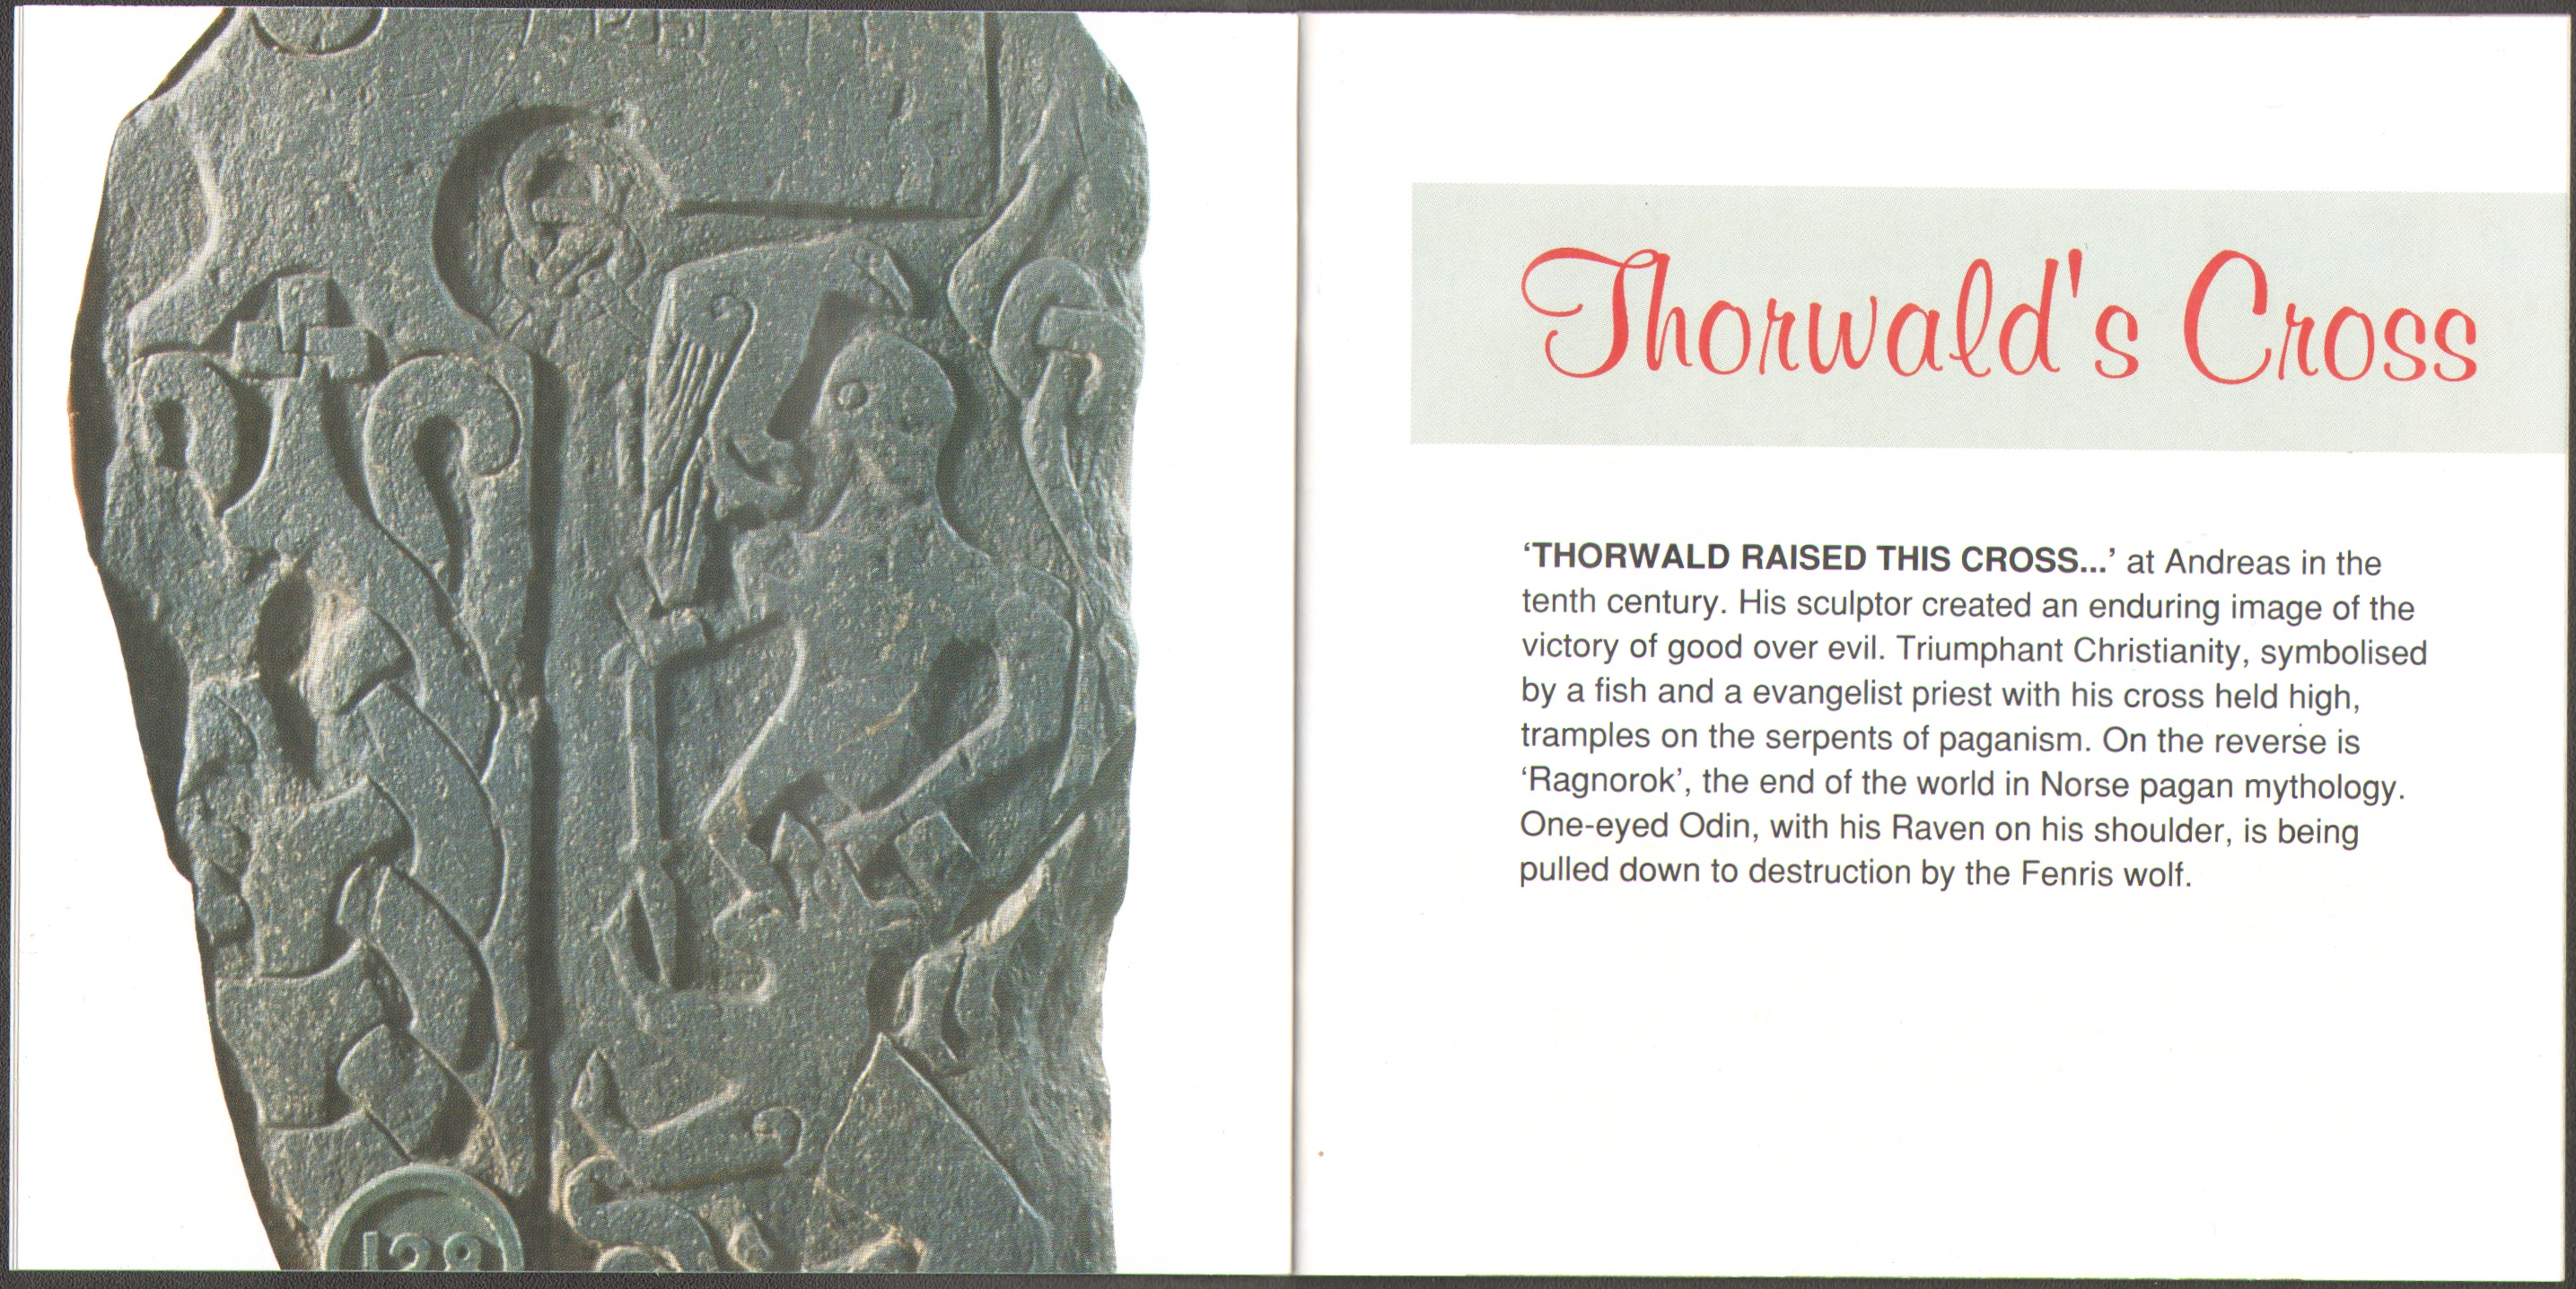 128
Thorwald's Cross
‘THORWALD RAISED THIS CROSS...’ at Andreas in the
tenth century. His sculptor created an enduring image of the
victory of good over evil. Triumphant Christianity, symbolised
by a fish and a evangelist priest with his cross held high,
tramples on the serpents of paganism. On the reverse is
‘Ragnorok’, the end of the world in Norse pagan mythology.
One-eyed Odin, with his Raven on his shoulder, is being
pulled down to destruction by the Fenris wolf.